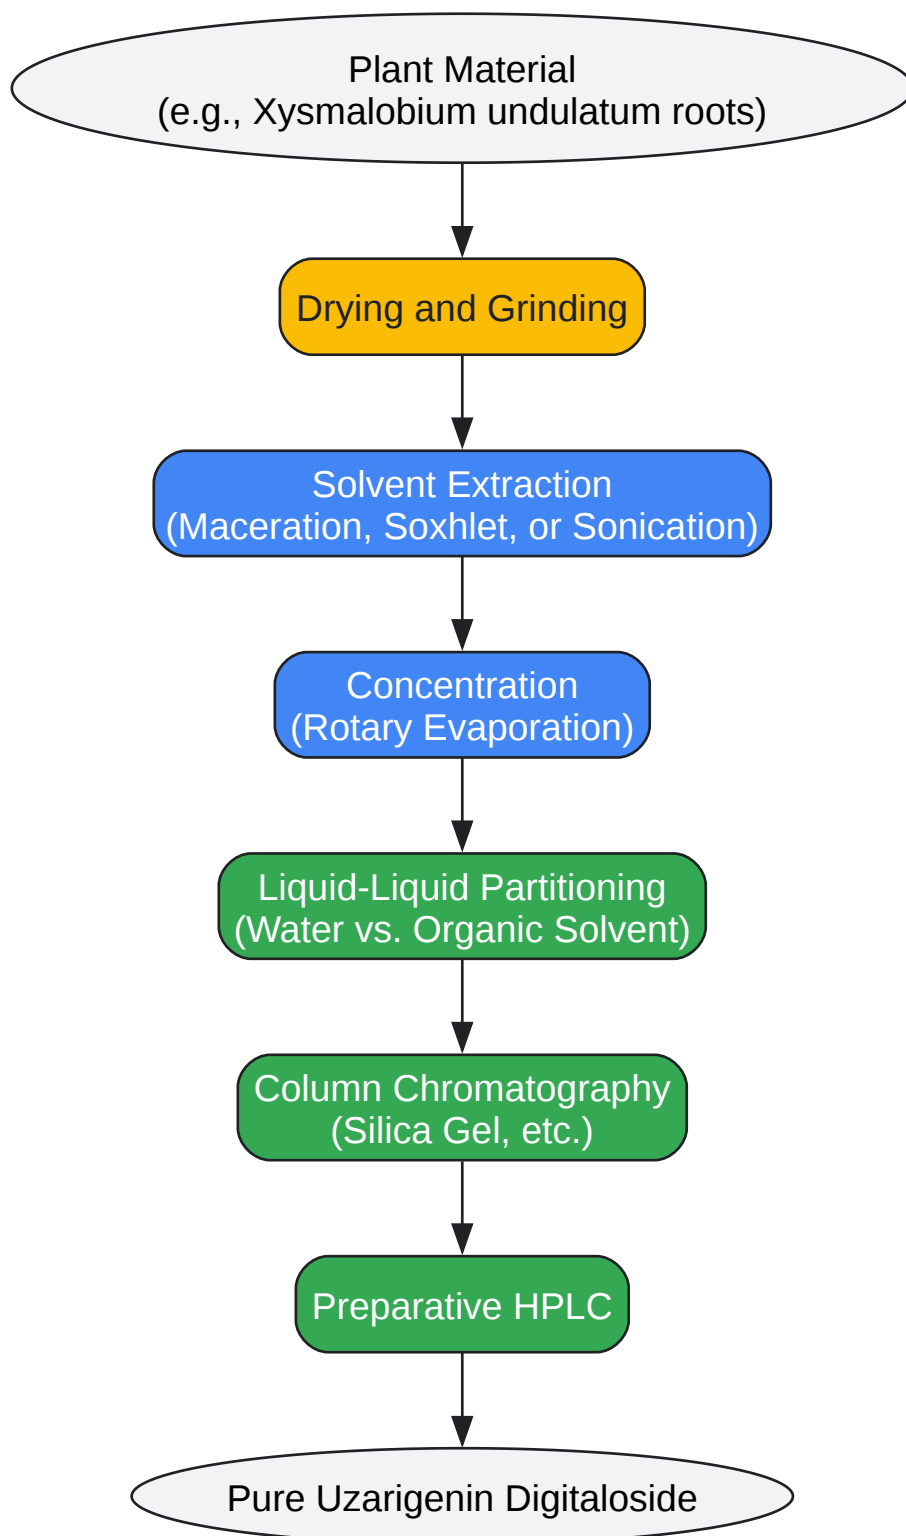 Plant Material
(e.g., Xysmalobium undulatum roots)
Drying and Grinding
Solvent Extraction
(Maceration, Soxhlet, or Sonication)
Concentration
(Rotary Evaporation)
Liquid-Liquid Partitioning
(Water vs. Organic Solvent)
Column Chromatography
(Silica Gel, etc.)
Preparative HPLC
Pure Uzarigenin Digitaloside